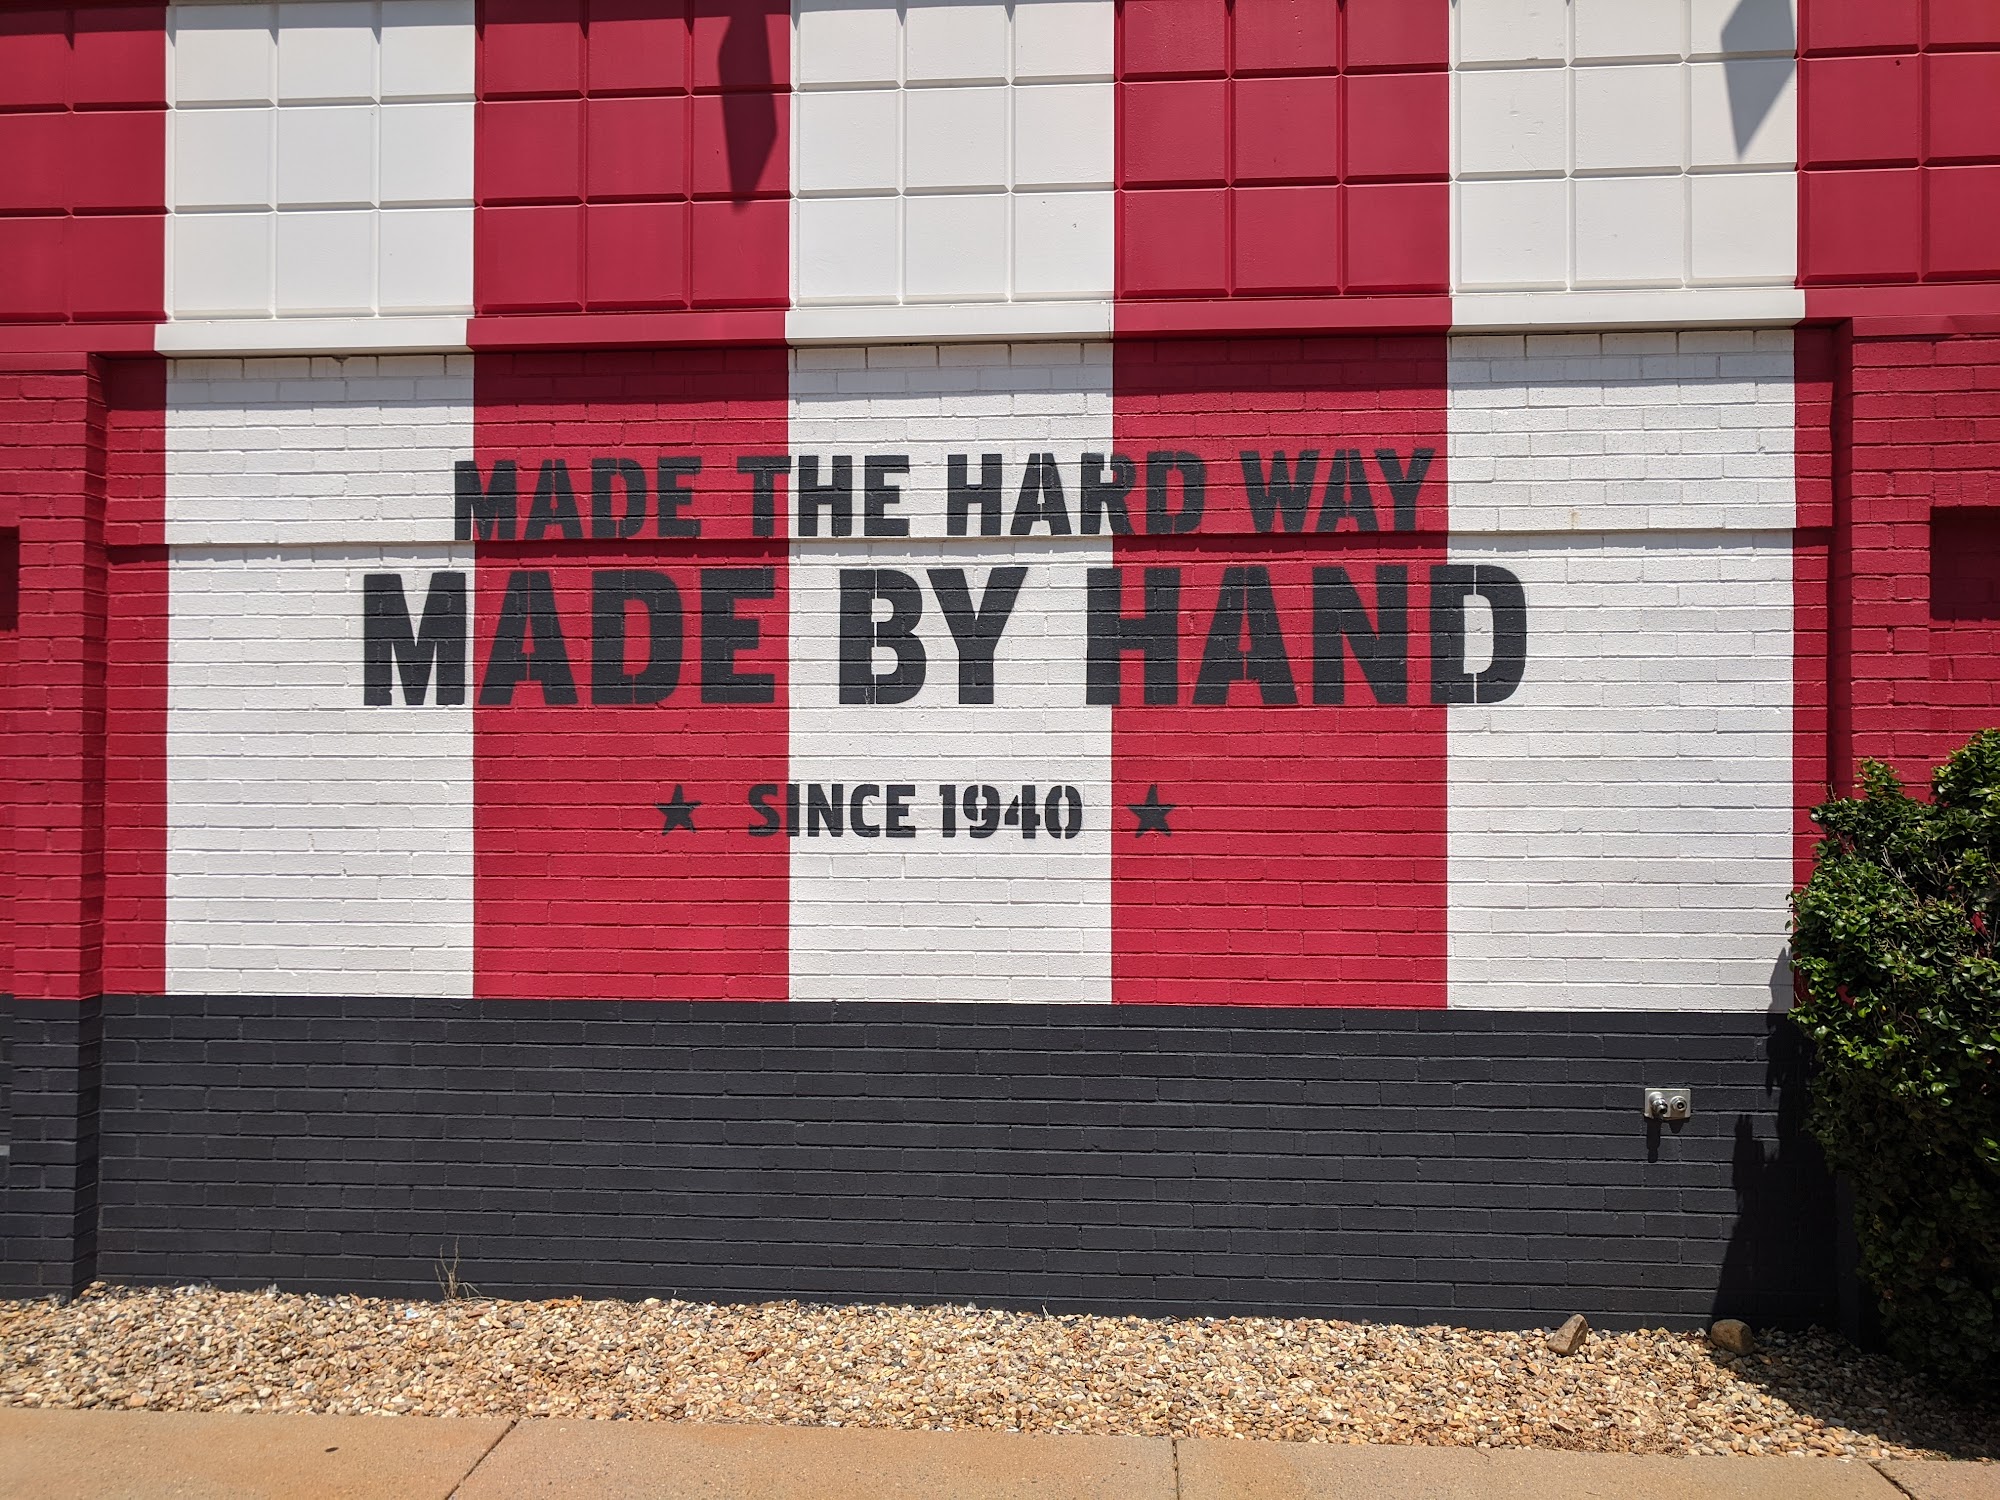 MADE THE HARD WAY
MADE BY HAND
★ SINCE 1940 ★